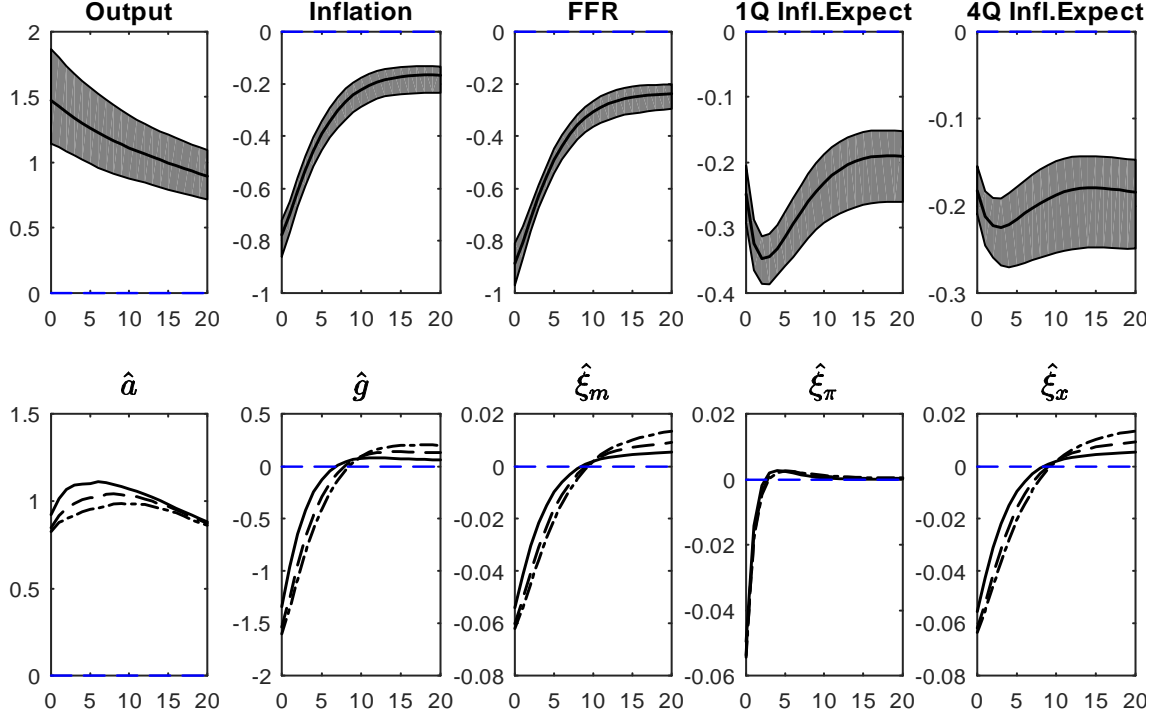 Output Inflation FFR 1Q Infl.Expect 4Q Infl.Expect
2 0 0 0 0
1.5 -0.2 -0.2 -0.1 -0.1
1 -0.4 -0.4 -0.2 -0.2
0.5 -0.6 -0.6 -0.3 -0.3
0 -0.8 -0.8 -0.4
-1 -1
0 5 10 15 20 0 5 10 15 20 0 5 10 15 20 0 5 10 15 20 0 5 10 15 20
â ĝ ξ̂m ξ̂π ξ̂x
1.5 0.5 0.02 0.02 0.02
1 0 0 0 0
0.5 -0.5 -0.02 -0.02 -0.02
0 -1 -0.04 -0.04 -0.04
-1.5 -0.06 -0.06 -0.06
-2 -0.08 -0.08
0 5 10 15 20 0 5 10 15 20 0 5 10 15 20 0 5 10 15 20 0 5 10 15 20